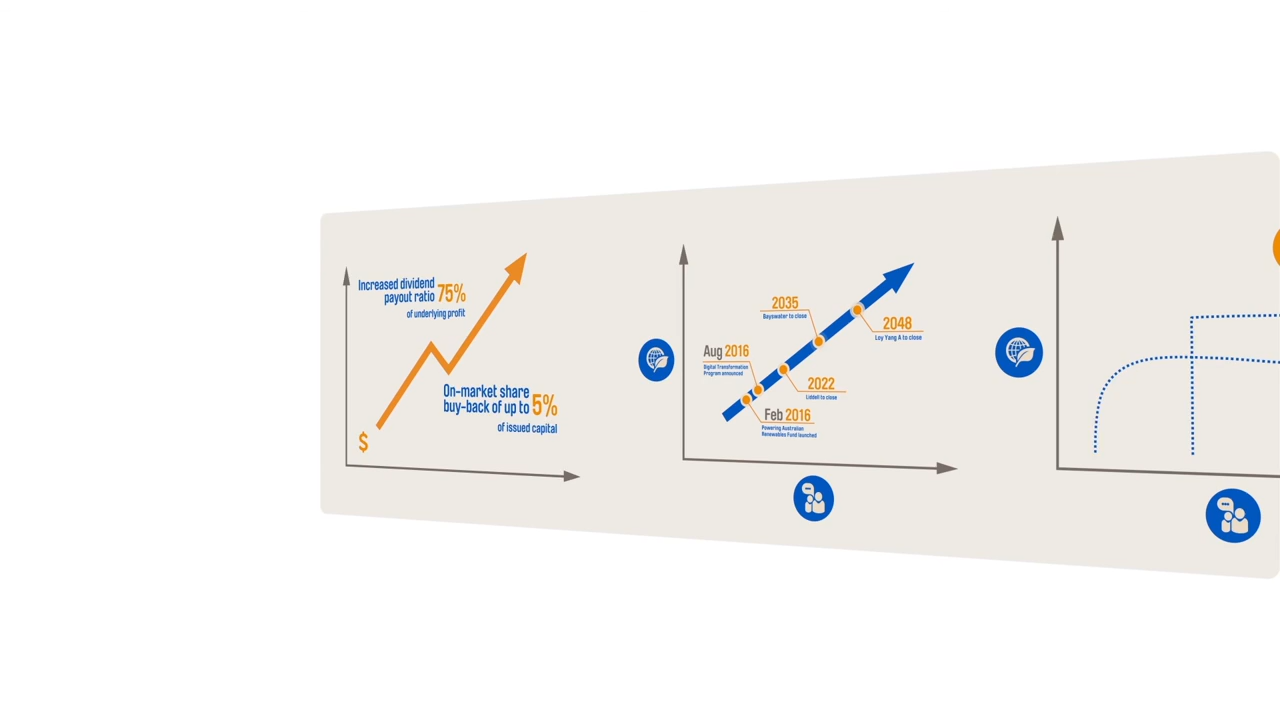 Increased dividend
payout ratio 75%
of underlying profit
On-market share
buy-back of up to 5%
of issued capital
$
2035
Bayswater to close
2048
Loy Yang A to close
Aug 2016
Digital Transformation
Program announced
2022
Liddell to close
Feb 2016
Powering Australian
Renewables Fund launched